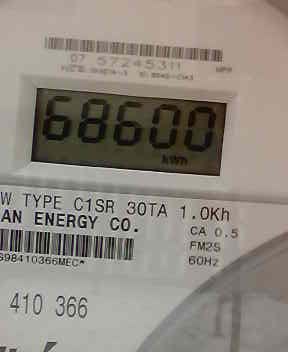 07 57245311
68600
kWh
W TYPE C1SR 30TA 1.0Kh
AN ENERGY CO.
CA 0.5
FM2S
60Hz
S98410366MEC*
410 366